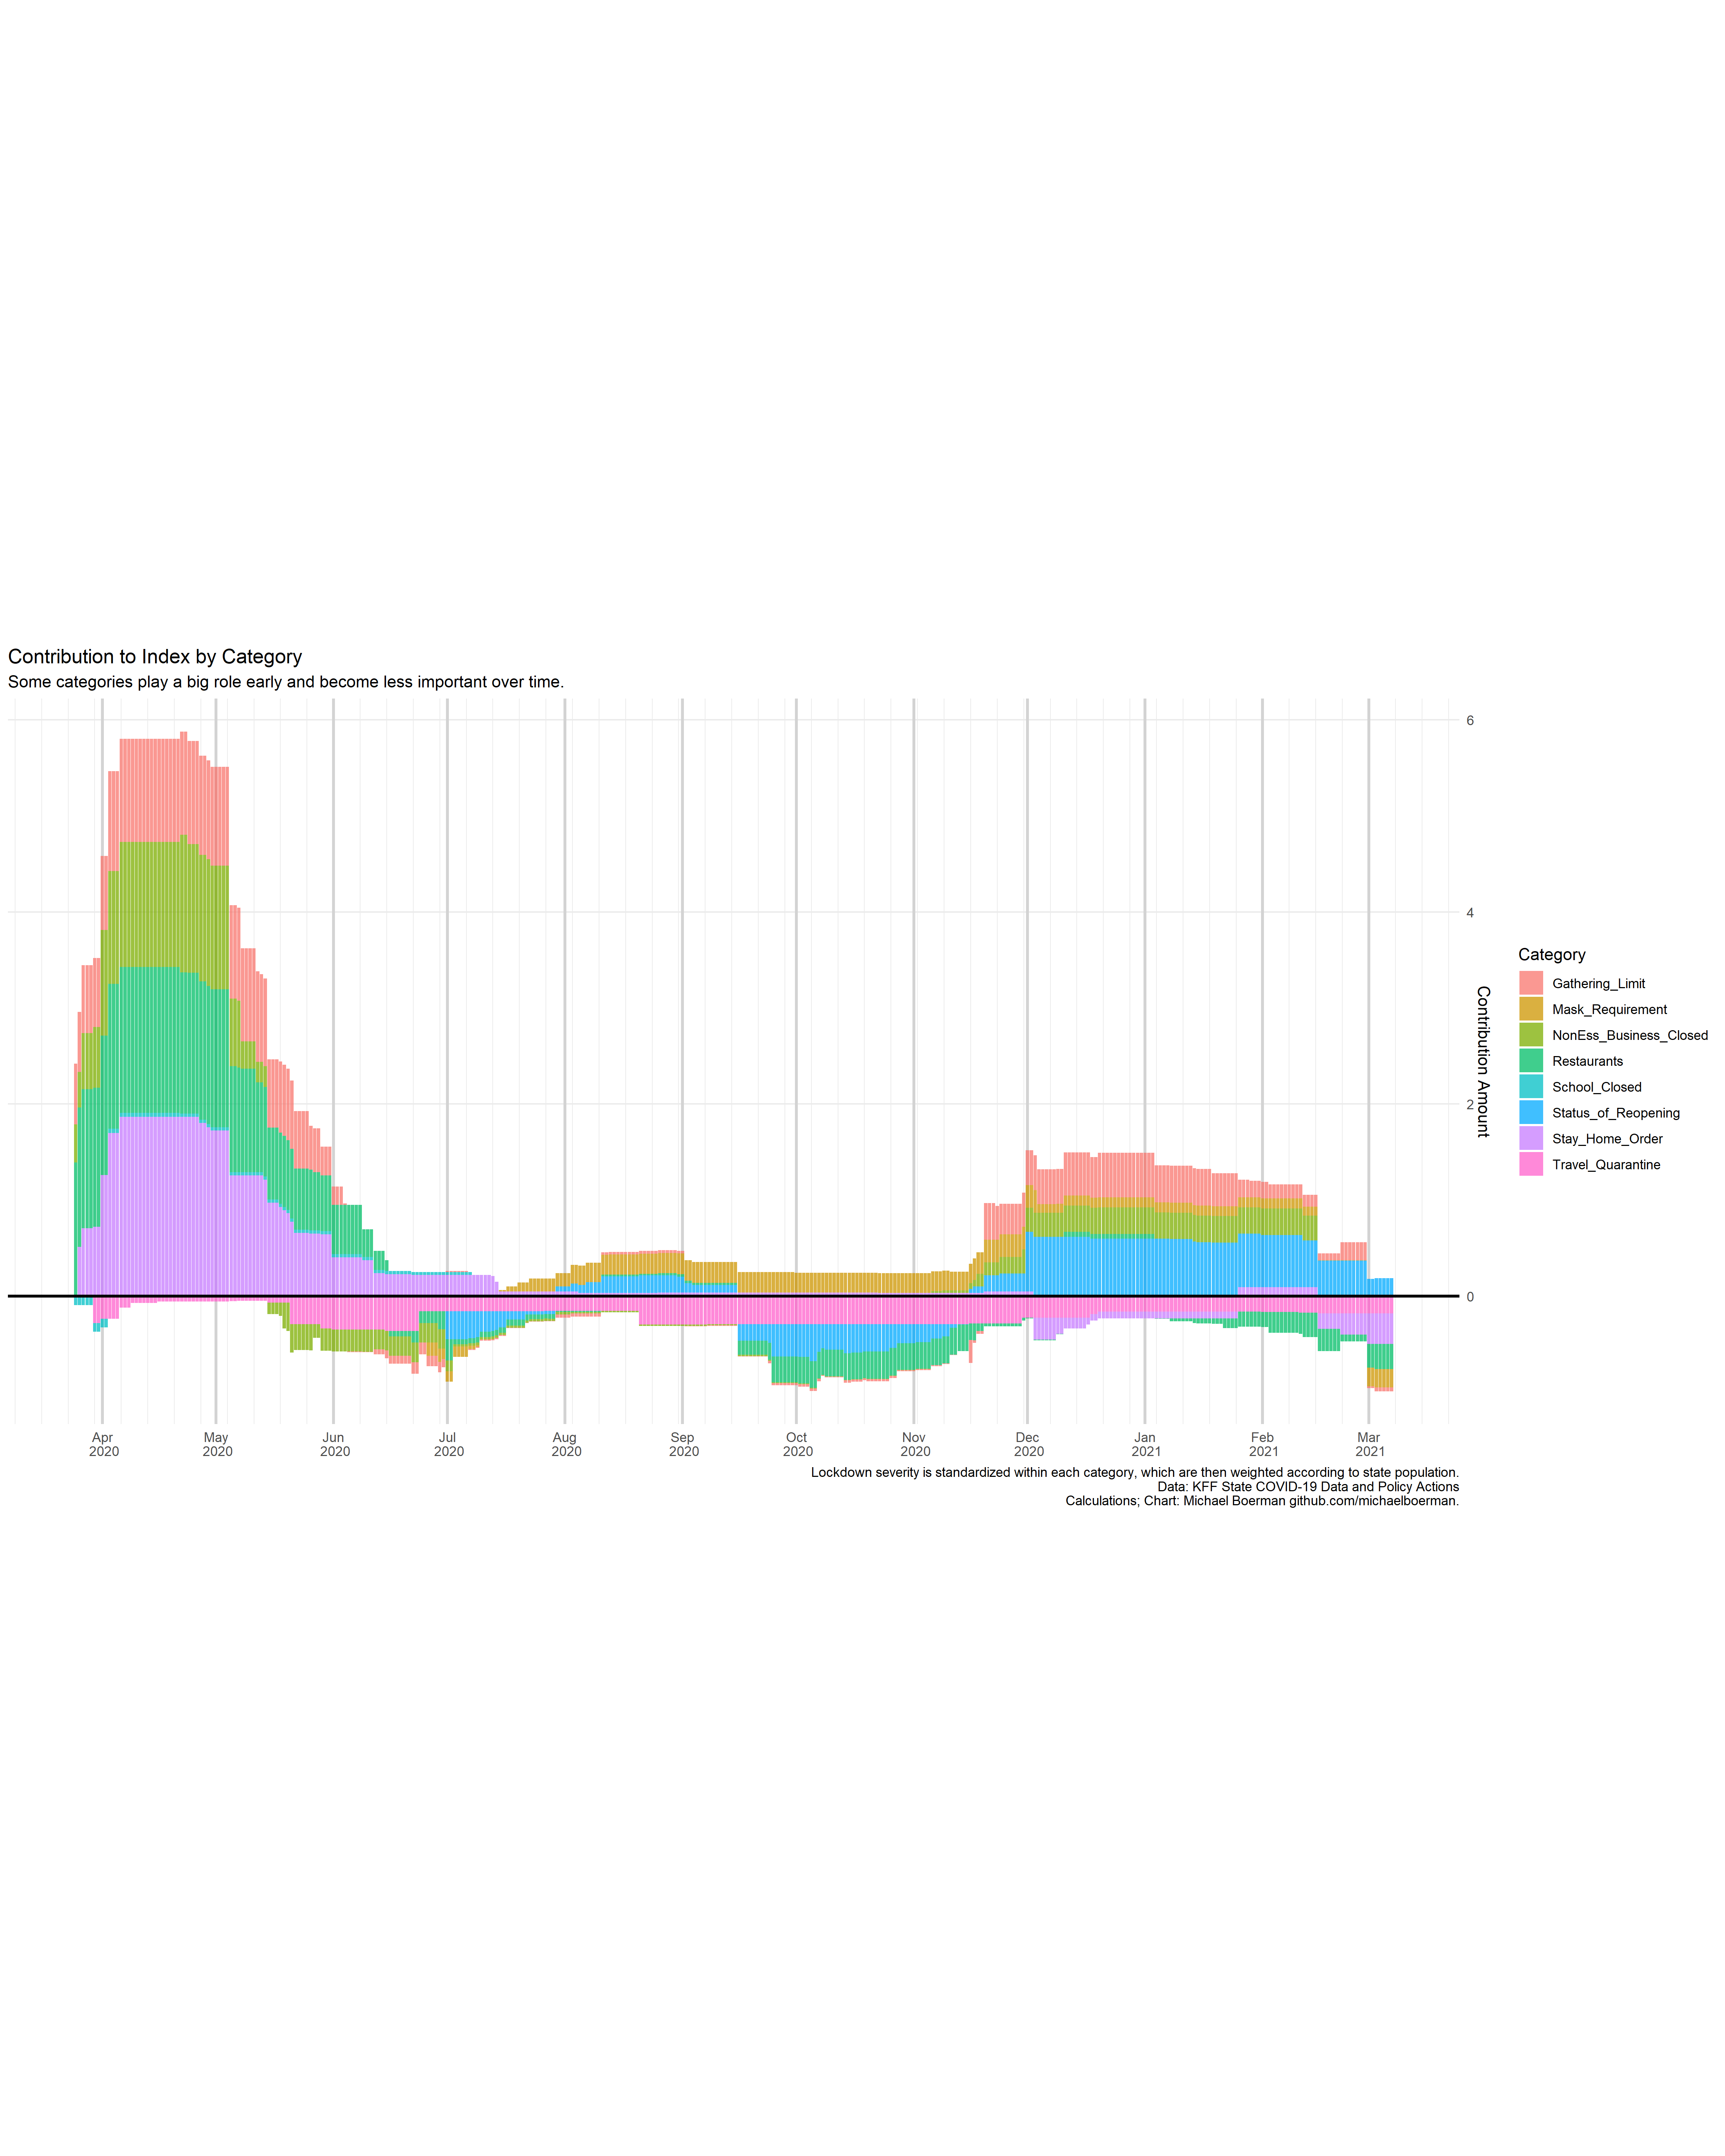 Contribution to Index by Category
Some categories play a big role early and become less important over time.
6
4
2
0
Contribution Amount
Category
Gathering_Limit
Mask_Requirement
NonEss_Business_Closed
Restaurants
School_Closed
Status_of_Reopening
Stay_Home_Order
Travel_Quarantine
Apr May Jun Jul Aug Sep Oct Nov Dec Jan Feb Mar
2020 2020 2020 2020 2020 2020 2020 2020 2020 2021 2021 2021
Lockdown severity is standardized within each category, which are then weighted according to state population.
Data: KFF State COVID-19 Data and Policy Actions
Calculations; Chart: Michael Boerman github.com/michaelboerman.